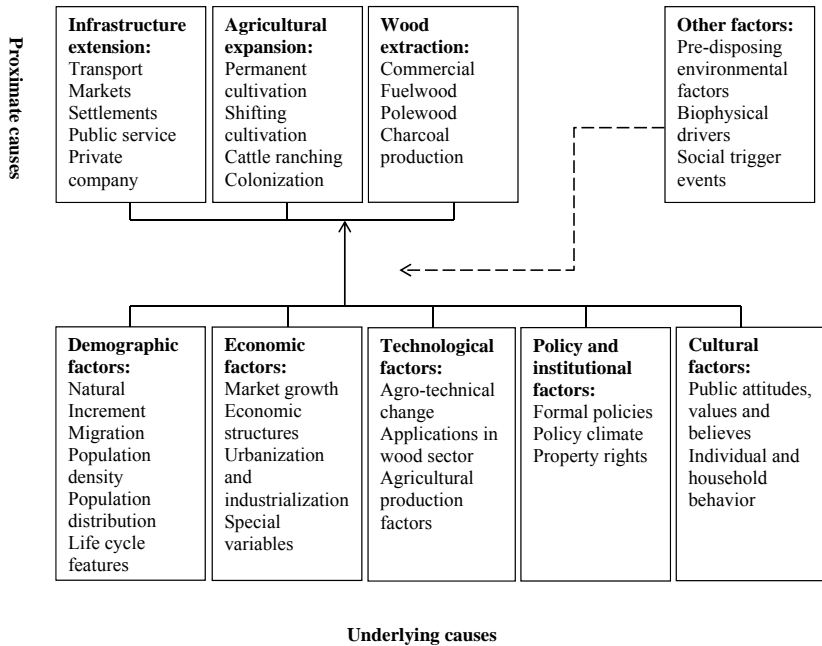 Proximate causes
Infrastructure
extension:
Transport
Markets
Settlements
Public service
Private
company
Agricultural
expansion:
Permanent
cultivation
Shifting
cultivation
Cattle ranching
Colonization
Wood
extraction:
Commercial
Fuelwood
Polewood
Charcoal
production
Other factors:
Pre-disposing
environmental
factors
Biophysical
drivers
Social trigger
events
Demographic
factors:
Natural
Increment
Migration
Population
density
Population
distribution
Life cycle
features
Economic
factors:
Market growth
Economic
structures
Urbanization
and
industrialization
Special
variables
Technological
factors:
Agro-technical
change
Applications in
wood sector
Agricultural
production
factors
Policy and
institutional
factors:
Formal policies
Policy climate
Property rights
Cultural
factors:
Public attitudes,
values and
believes
Individual and
household
behavior
Underlying causes